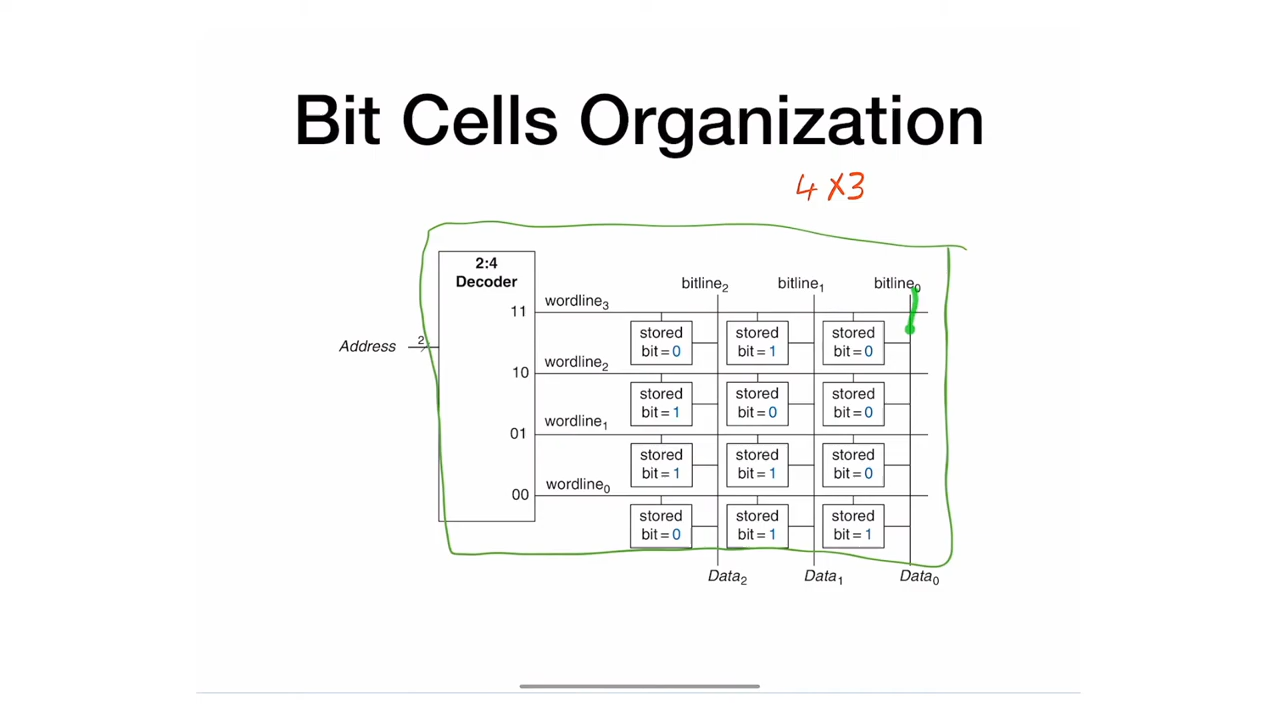 Bit Cells Organization
4 X3
2:4
Decoder
bitline2 bitline1 bitline0
11 wordline3
stored bit = 0 stored bit = 1 stored bit = 0
Address 2
10 wordline2
stored bit = 1 stored bit = 0 stored bit = 0
01 wordline1
stored bit = 1 stored bit = 1 stored bit = 0
00 wordline0
stored bit = 0 stored bit = 1 stored bit = 1
Data2 Data1 Data0